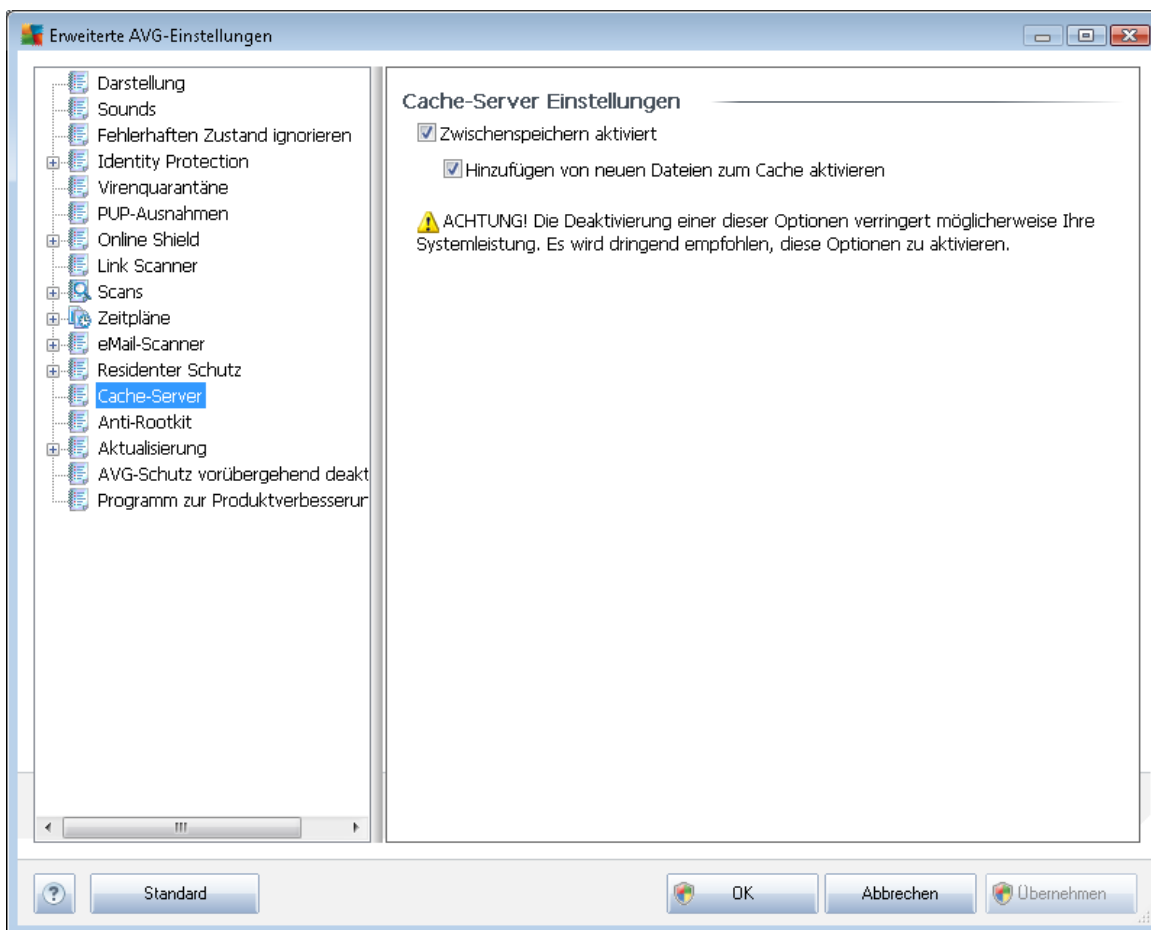 Erweiterte AVG-Einstellungen
Darstellung
Sounds
Fehlerhaften Zustand ignorieren
Identity Protection
Virenquarantäne
PUP-Ausnahmen
Online Shield
Link Scanner
Scans
Zeitpläne
eMail-Scanner
Residenter Schutz
Cache-Server
Anti-Rootkit
Aktualisierung
AVG-Schutz vorübergehend deakt
Programm zur Produktverbesserur
Cache-Server Einstellungen
Zwischenspeichern aktiviert
Hinzufügen von neuen Dateien zum Cache aktivieren
ACHTUNG! Die Deaktivierung einer dieser Optionen verringert möglicherweise Ihre
Systemleistung. Es wird dringend empfohlen, diese Optionen zu aktivieren.
?
Standard
OK
Abbrechen
Übernehmen